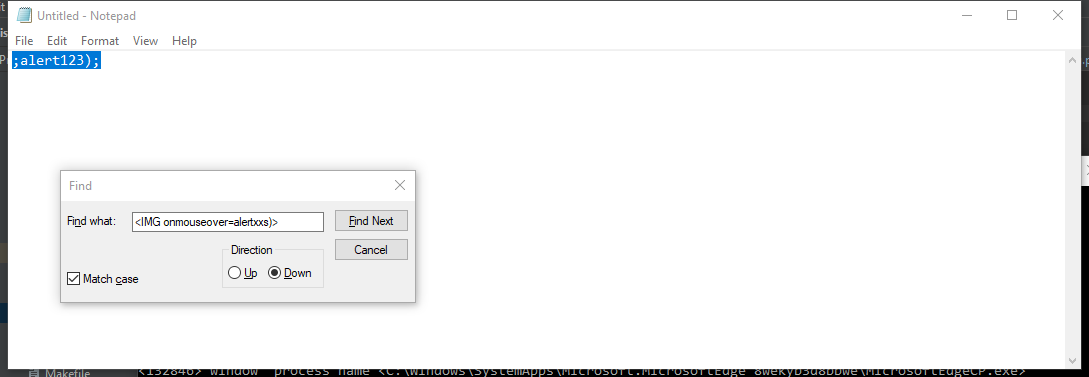 Untitled - Notepad
File Edit Format View Help
;alert123);
Find
Find what: <IMG onmouseover=alertxxs)> Find Next
Cancel
Direction
Up Down
Match case
Makefile
<132846> window process name <C:\Windows\SystemApps\Microsoft.MicrosoftEdge_8wekyb3d8bbwe\MicrosoftEdgeCP.exe>